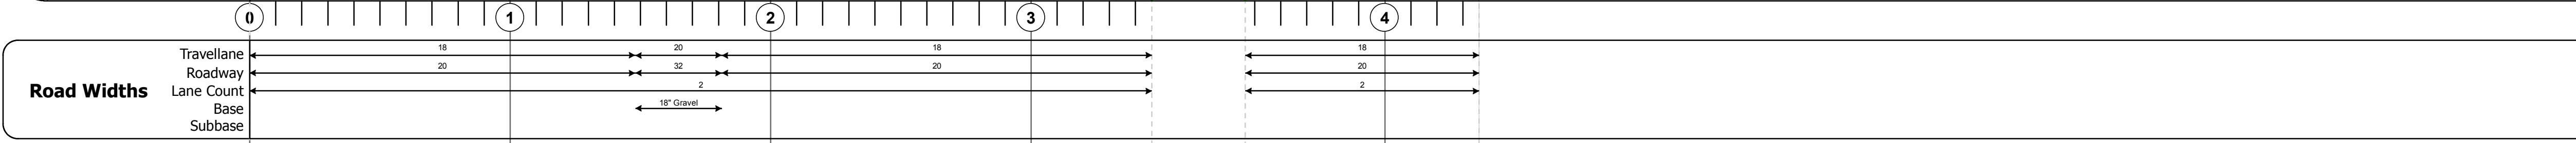 0 1 2 3 4
Road Widths
Travellane 18 20 18 18
Roadway 20 32 20 20
Lane Count 2 2
Base 18" Gravel
Subbase